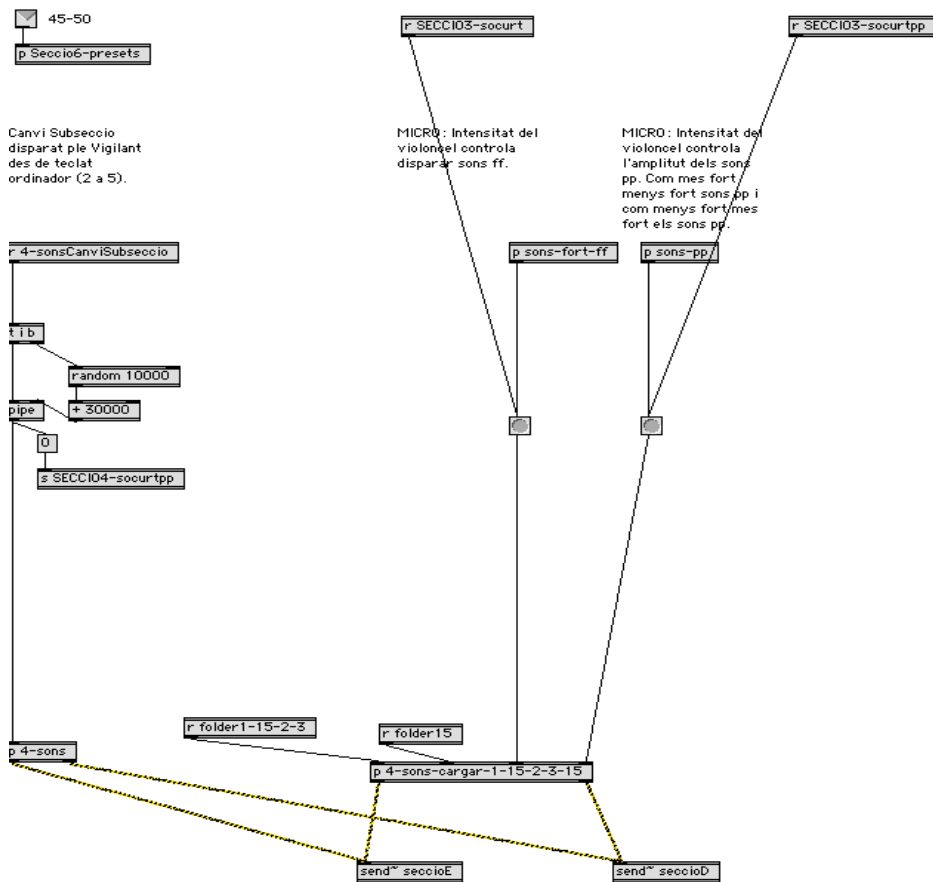 45-50
p Seccio6-presets
r SECCIO3-socurt
r SECCIO3-socurtpp
Canvi Subseccio
disparat ple Vigilant
des de teclat
ordinador (2 a 5).
MICRO: Intensitat del
violoncel controla
disparar sons ff.
MICRO: Intensitat del
violoncel controla
l'amplitut dels sons
pp. Com mes fort
menys fort sons pp i
com menys fort mes
fort els sons pp.
r 4-sonsCanviSubseccio
p sons-fort-ff
p sons-pp
t i b
random 10000
pipe
+ 30000
0
s SECCIO4-socurtpp
r folder1-15-2-3
r folder15
p 4-sons
p 4-sons-cargar-1-15-2-3-15
send~ seccioE
send~ seccioD